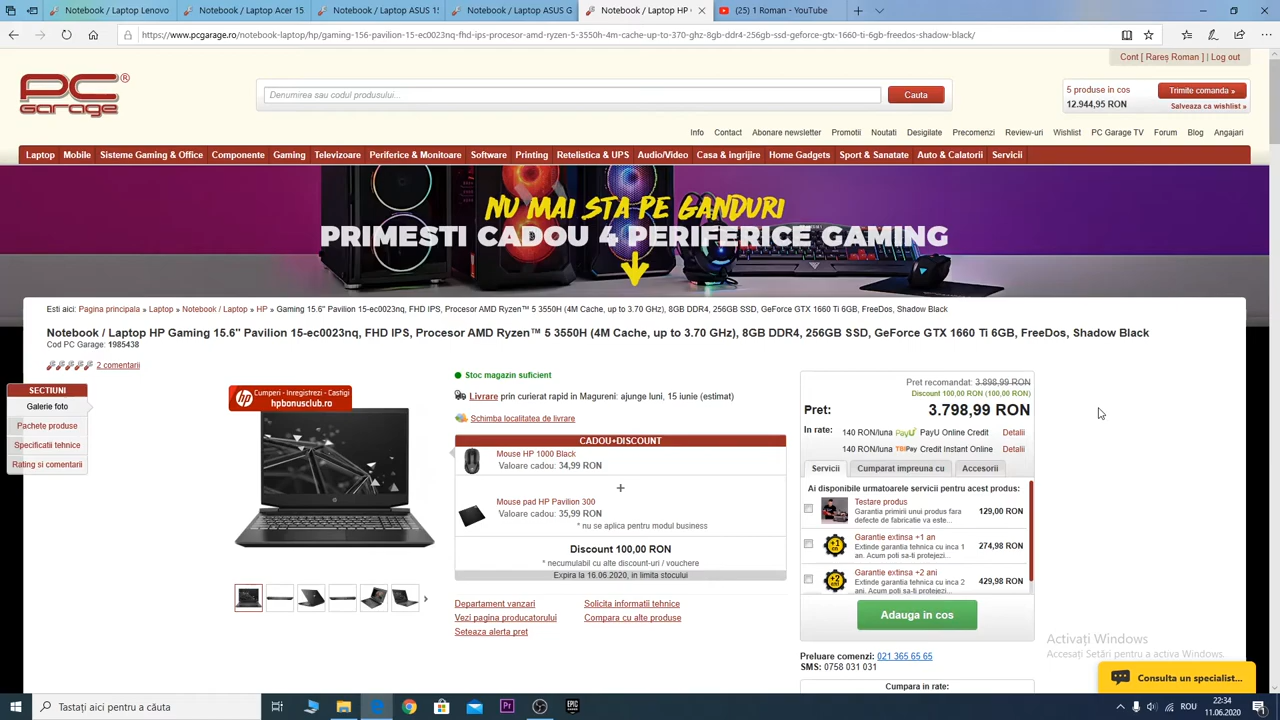 Notebook / Laptop Lenovo
Notebook / Laptop Acer 15
Notebook / Laptop ASUS 15
Notebook / Laptop ASUS G
Notebook / Laptop HP
(25) 1 Roman - YouTube
https://www.pcgarage.ro/notebook-laptop/hp/gaming-156-pavilion-15-ec0023nq-fhd-ips-procesor-amd-ryzen-5-3550h-4m-cache-up-to-370-ghz-8gb-ddr4-256gb-ssd-geforce-gtx-1660-ti-6gb-freedos-shadow-black/
Cont [ Rareș Roman ] | Log out
PC Garage ®
Denumirea sau codul produsului...
Cauta
5 produse in cos
12.944,95 RON
Trimite comanda »
Salveaza ca wishlist »
Info Contact Abonare newsletter Promotii Noutati Desigilate Precomenzi Review-uri Wishlist PC Garage TV Forum Blog Angajari
Laptop Mobile Sisteme Gaming & Office Componente Gaming Televizoare Periferice & Monitoare Software Printing Retelistica & UPS Audio/Video Casa & ingrijire Home Gadgets Sport & Sanatate Auto & Calatorii Servicii
NU MAI STA PE GANDURI
PRIMESTI CADOU 4 PERIFERICE GAMING
Esti aici: Pagina principala » Laptop » Notebook / Laptop » HP » Gaming 15.6" Pavilion 15-ec0023nq, FHD IPS, Procesor AMD Ryzen™ 5 3550H (4M Cache, up to 3.70 GHz), 8GB DDR4, 256GB SSD, GeForce GTX 1660 Ti 6GB, FreeDos, Shadow Black
Notebook / Laptop HP Gaming 15.6" Pavilion 15-ec0023nq, FHD IPS, Procesor AMD Ryzen™ 5 3550H (4M Cache, up to 3.70 GHz), 8GB DDR4, 256GB SSD, GeForce GTX 1660 Ti 6GB, FreeDos, Shadow Black
Cod PC Garage: 1985438
2 comentarii
SECTIUNI
Galerie foto
Pachete produse
Specificatii tehnice
Rating si comentarii
hp Cumperi - Inregistrezi - Castigi
hpbonusclub.ro
Stoc magazin suficient
Livrare prin curierat rapid in Magureni: ajunge luni, 15 iunie (estimat)
Schimba localitatea de livrare
CADOU+DISCOUNT
Mouse HP 1000 Black
Valoare cadou: 34,99 RON
+
Mouse pad HP Pavilion 300
Valoare cadou: 35,99 RON
* nu se aplica pentru modul business
Discount 100,00 RON
*necumulabil cu alte discount-uri / vouchere
Expira la 16.06.2020, in limita stocului
Departament vanzari
Solicita informatii tehnice
Vezi pagina producatorului
Compara cu alte produse
Seteaza alerta pret
Pret recomandat: 3.898,99 RON
Discount 100,00 RON (100,00 RON)
Pret: 3.798,99 RON
In rate: 140 RON/luna PayU PayU Online Credit Detalii
140 RON/luna TBIPay Credit Instant Online Detalii
Servicii Cumparat impreuna cu Accesorii
Ai disponibile urmatoarele servicii pentru acest produs:
Testare produs
Garantia primirii unui produs fara defecte de fabricatie va este...
129,00 RON
Garantie extinsa +1 an
Extinde garantia tehnica cu inca 1 an. Acum poti sa-ti protejezi...
274,98 RON
Garantie extinsa +2 ani
Extinde garantia tehnica cu inca 2 ani. Acum poti sa-ti protejezi...
429,98 RON
Adauga in cos
Preluare comenzi: 021 365 65 65
SMS: 0758 031 031
Cumpara in rate:
Activați Windows
Accesați Setări pentru a activa Windows.
Consulta un specialist...
Tastați aici pentru a căuta
ROU
22:34
11.06.2020